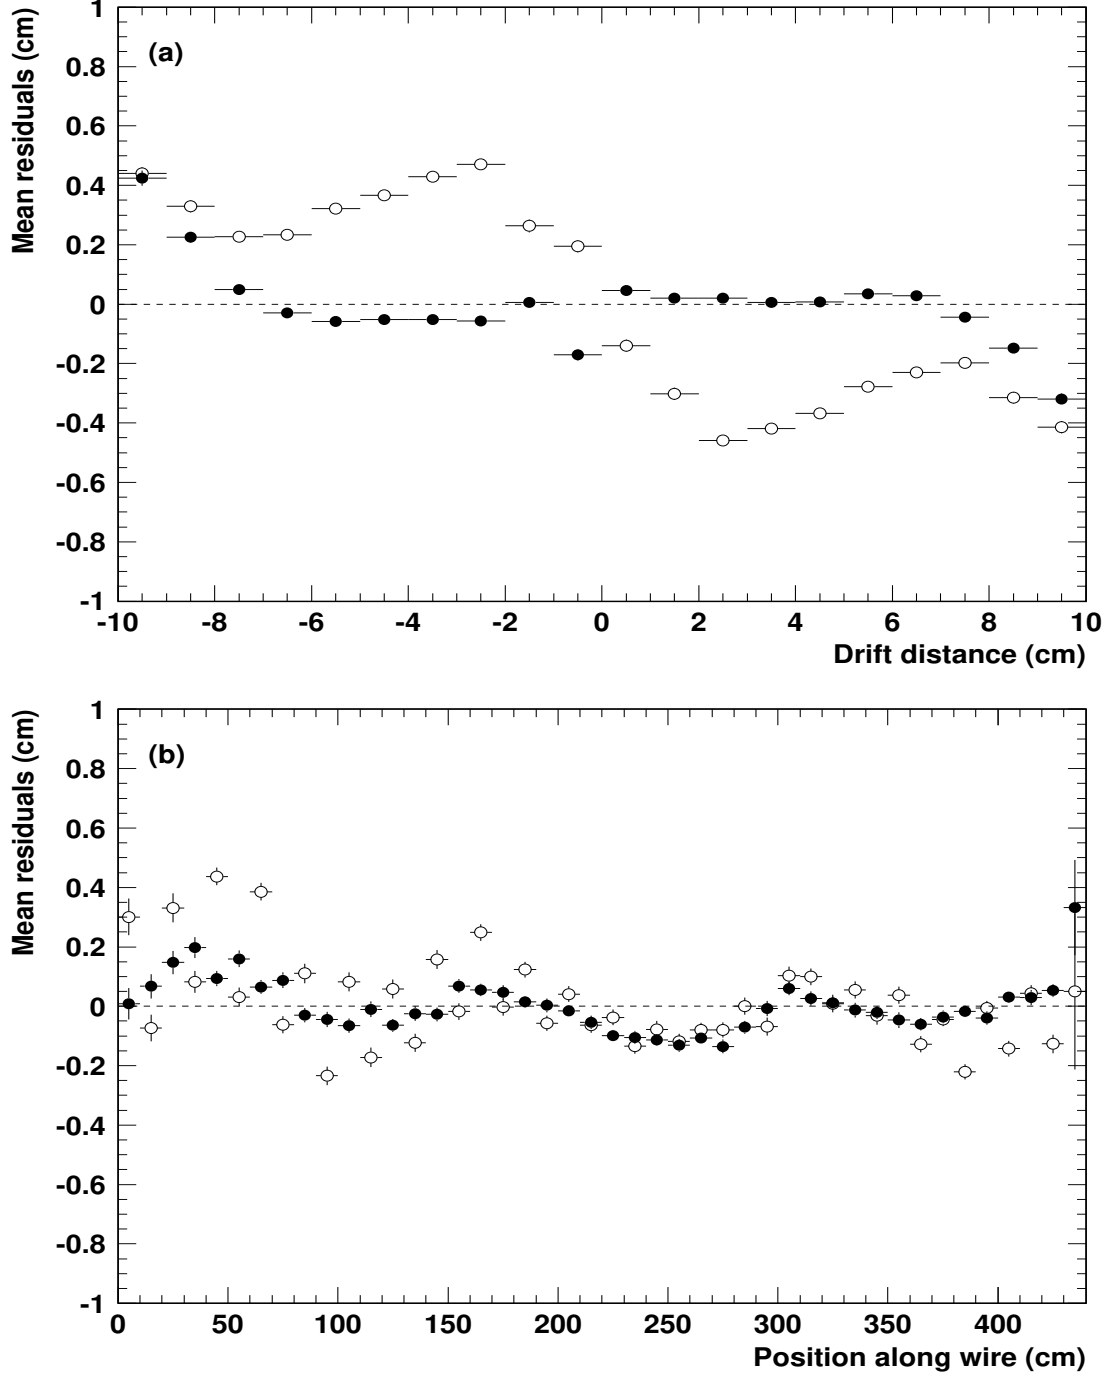 Mean residuals (cm)
(a)
1
0.8
0.6
0.4
0.2
0
-0.2
-0.4
-0.6
-0.8
-1
-10 -8 -6 -4 -2 0 2 4 6 8 10
Drift distance (cm)
Mean residuals (cm)
(b)
1
0.8
0.6
0.4
0.2
0
-0.2
-0.4
-0.6
-0.8
-1
0 50 100 150 200 250 300 350 400
Position along wire (cm)